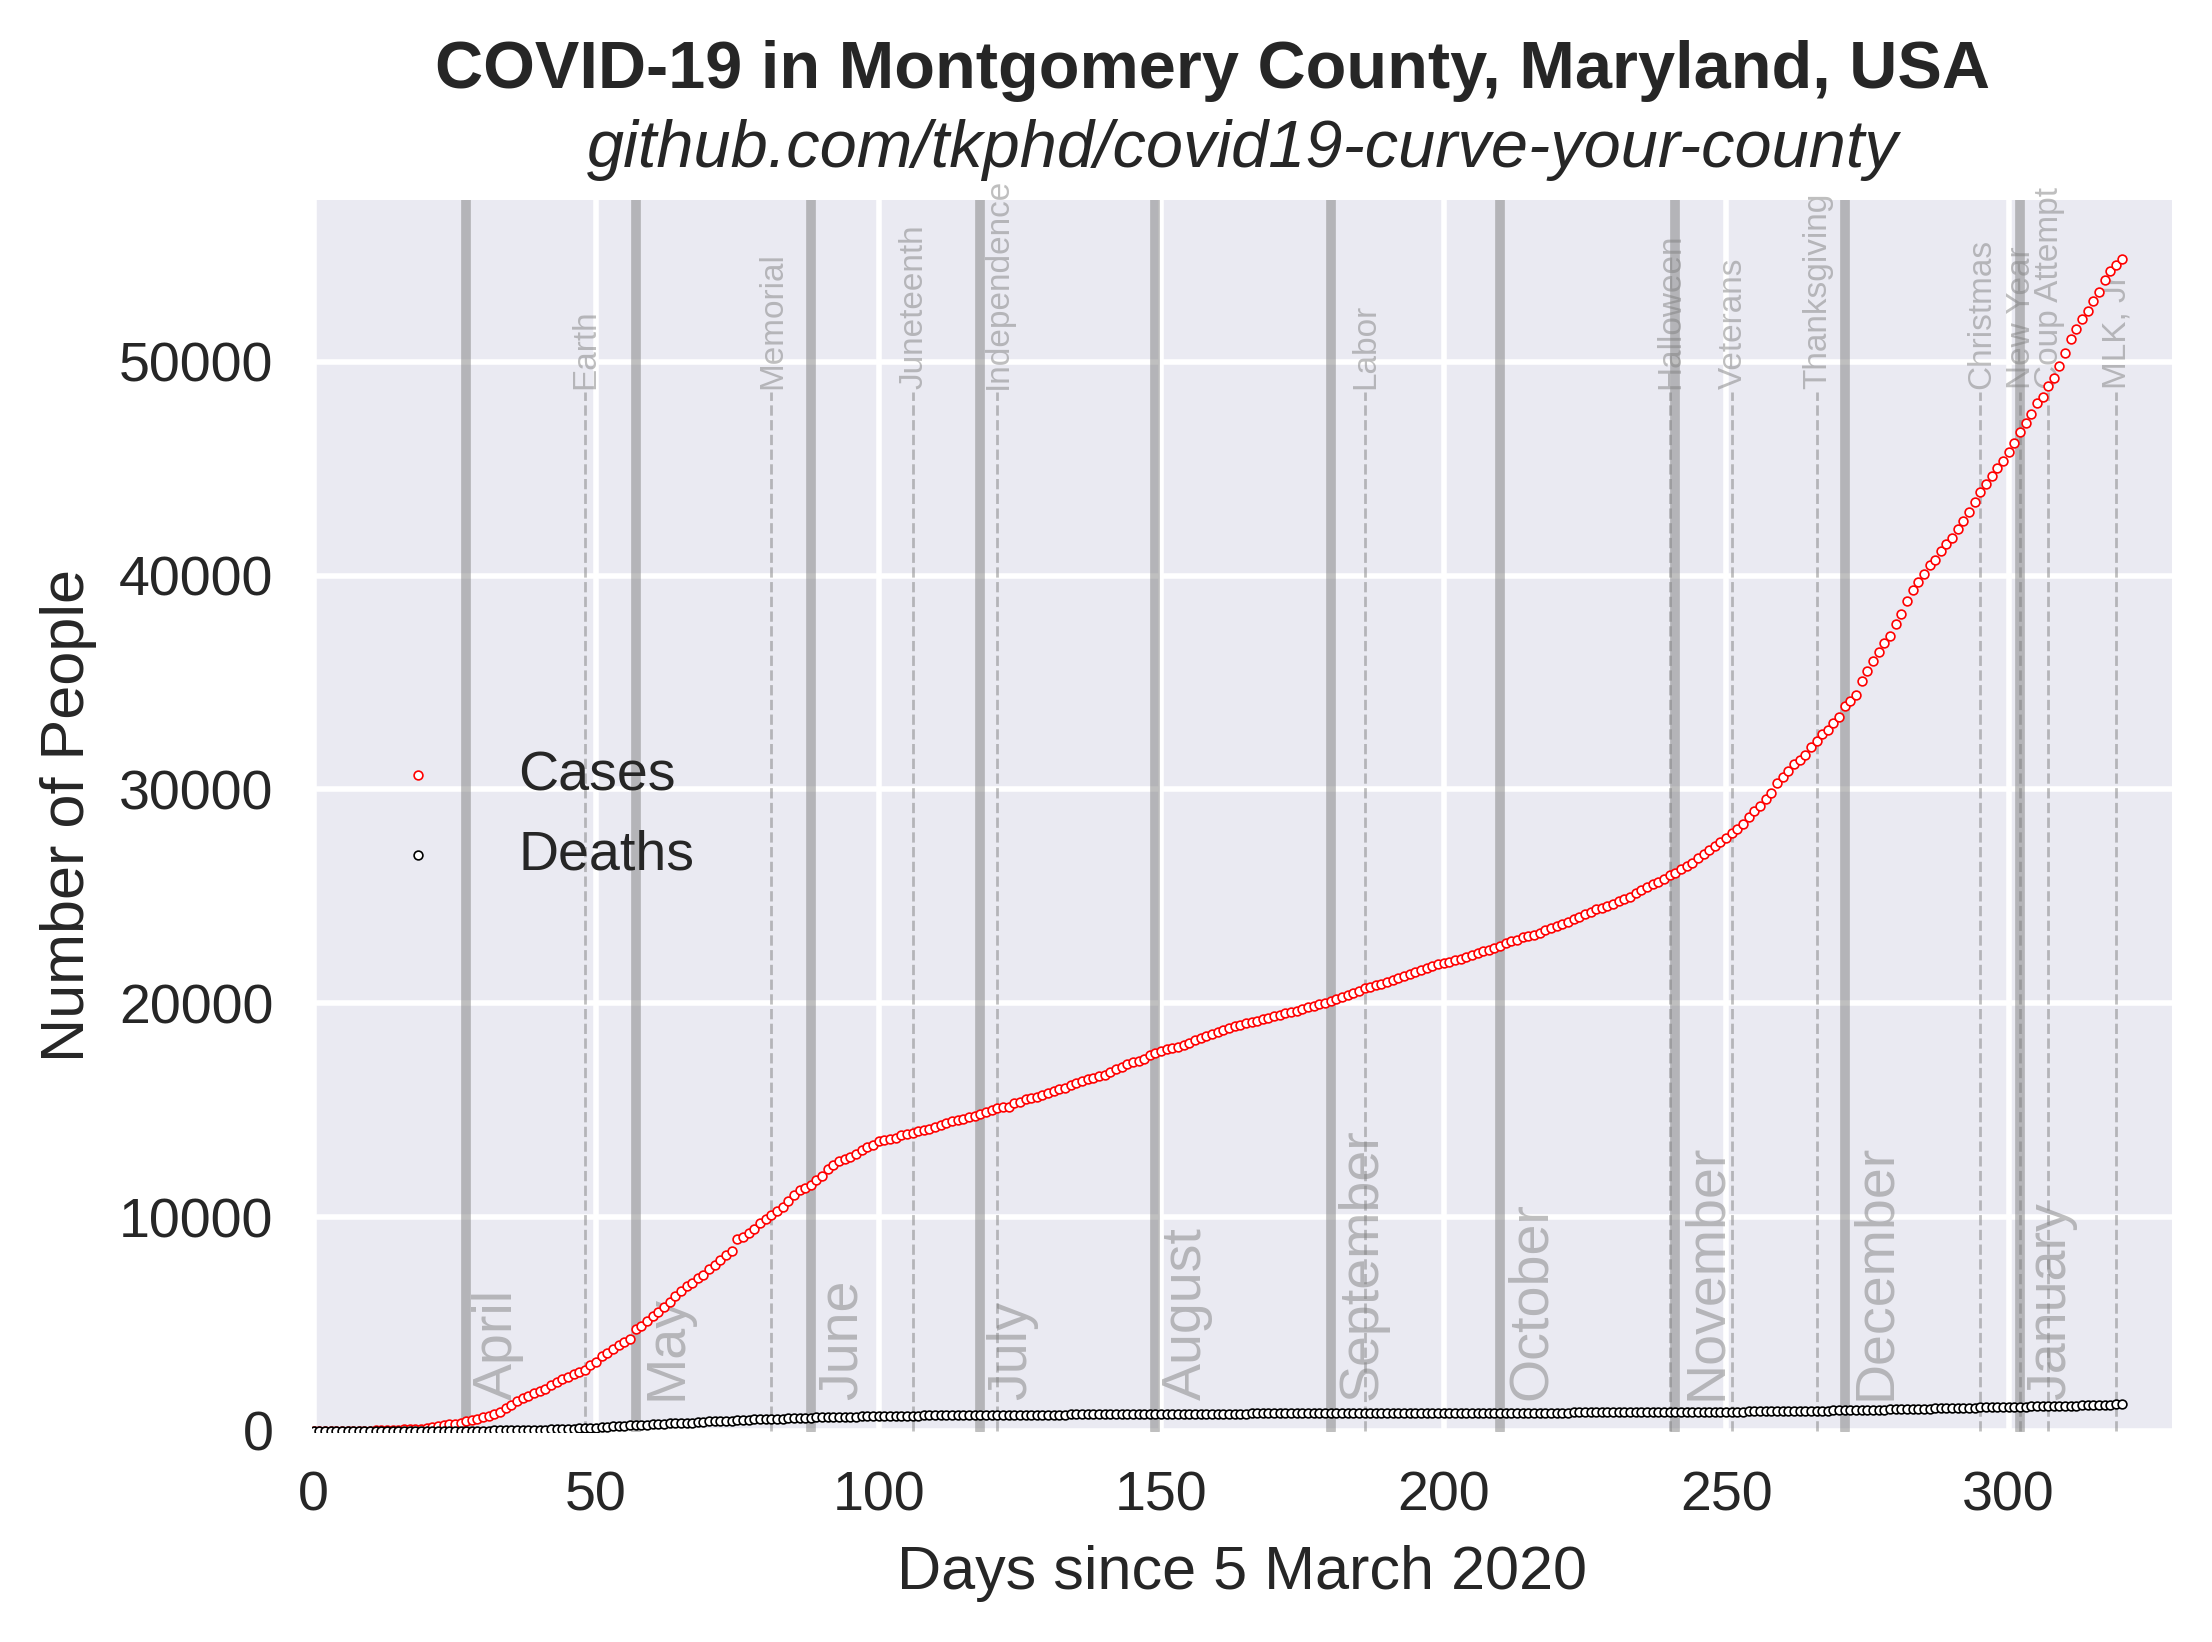 COVID-19 in Montgomery County, Maryland, USA
github.com/tkphd/covid19-curve-your-county
Number of People
50000
40000
30000
20000
10000
0
Earth
Memorial
Juneteenth
Independence
Labor
Halloween
Veterans
Thanksgiving
Christmas
New Year
Coup Attempt
MLK, Jr
Cases
Deaths
April
May
June
July
August
September
October
November
December
January
0
50
100
150
200
250
300
Days since 5 March 2020